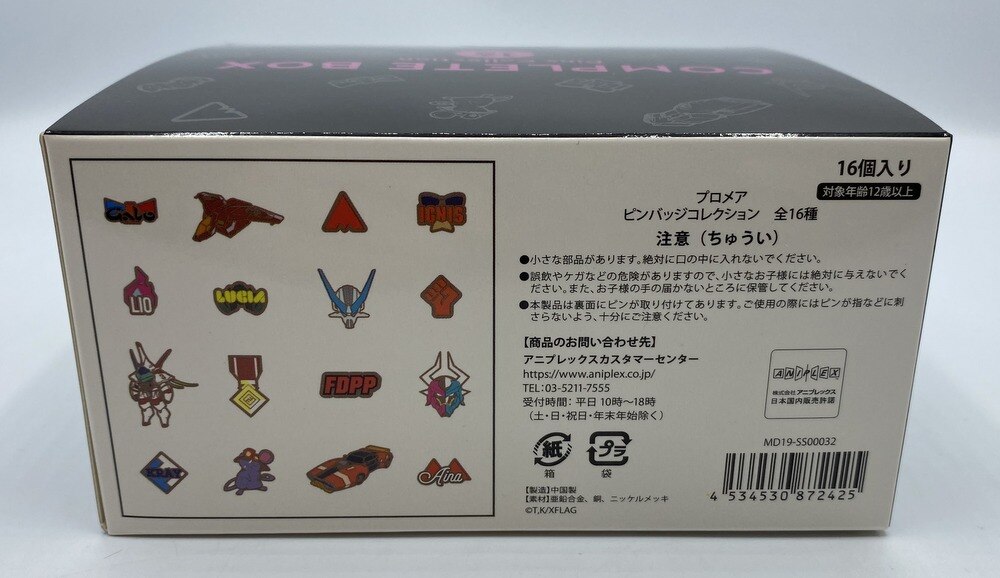 COMPLETE BOX
GALO
IGNIS
LIO
LUCIA
FDPP
KRAY
Aina
16個入り
対象年齢12歳以上
プロメア
ピンバッジコレクション 全16種
注意（ちゅうい）
●小さな部品があります。絶対に口の中に入れないでください。
●誤飲やケガなどの危険がありますので、小さなお子様には絶対に与えないでく
ださい。また、お子様の手の届かないところに保管してください。
●本製品は裏面にピンが取り付けてあります。ご使用の際にはピンが指などに刺
さらないよう、十分にご注意ください。
【商品のお問い合わせ先】
アニプレックスカスタマーセンター
https://www.aniplex.co.jp/
TEL:03-5211-7555
受付時間：平日 10時～18時
（土・日・祝日・年末年始除く）
ANIPLEX
株式会社 アニプレックス
日本国内販売許諾
紙
箱
プラ
袋
MD19-SS00032
4 534530 872425
【製造】中国製
【素材】亜鉛合金、銅、ニッケルメッキ
©T,K/XFLAG